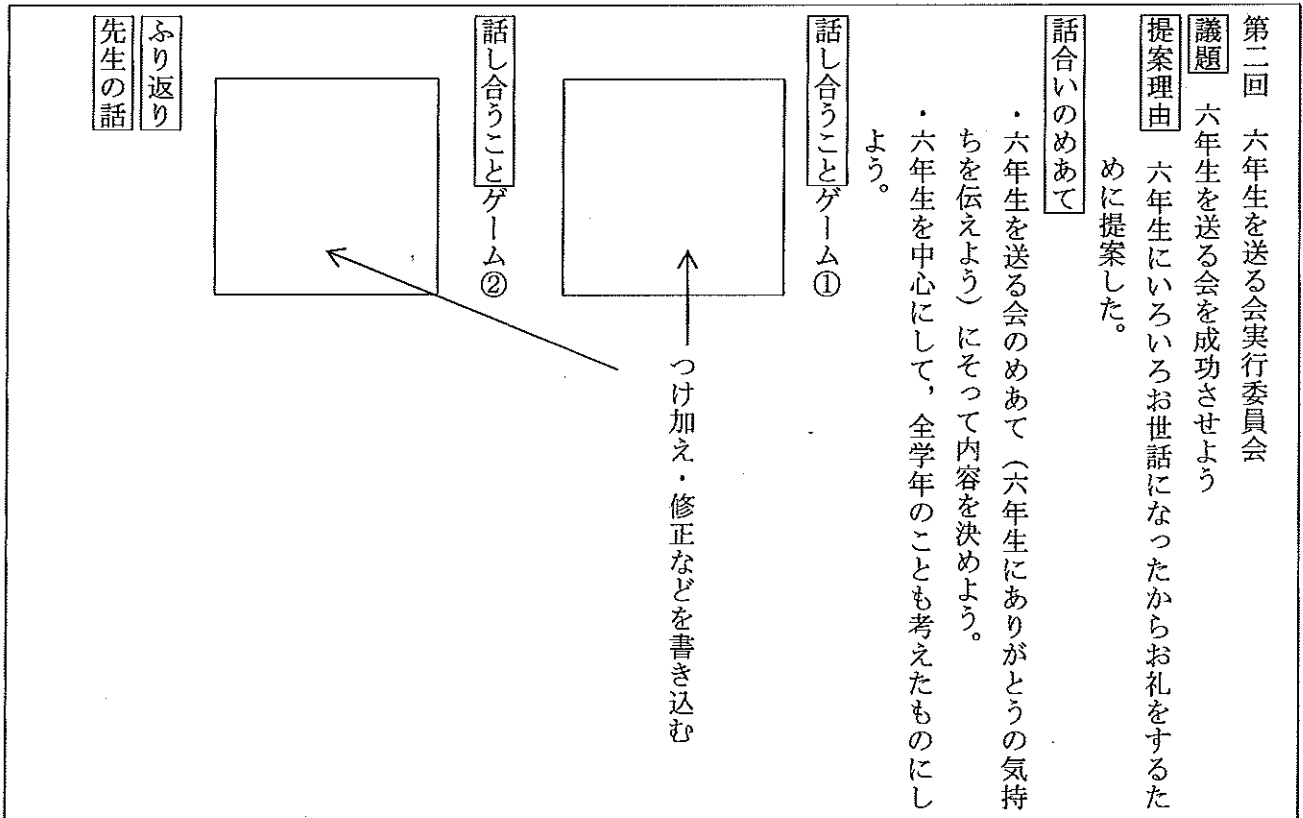 第二回　六年生を送る会実行委員会
議題　六年生を送る会を成功させよう
提案理由　六年生にいろいろお世話になったからお礼をするた
めに提案した。
話合いのめあて
・六年生を送る会のめあて（六年生にありがとうの気持
ちを伝えよう）にそって内容を決めよう。
・六年生を中心にして，全学年のことも考えたものにし
よう。
話し合うことゲーム①
つけ加え・修正などを書き込む
話し合うことゲーム②
ふり返り
先生の話